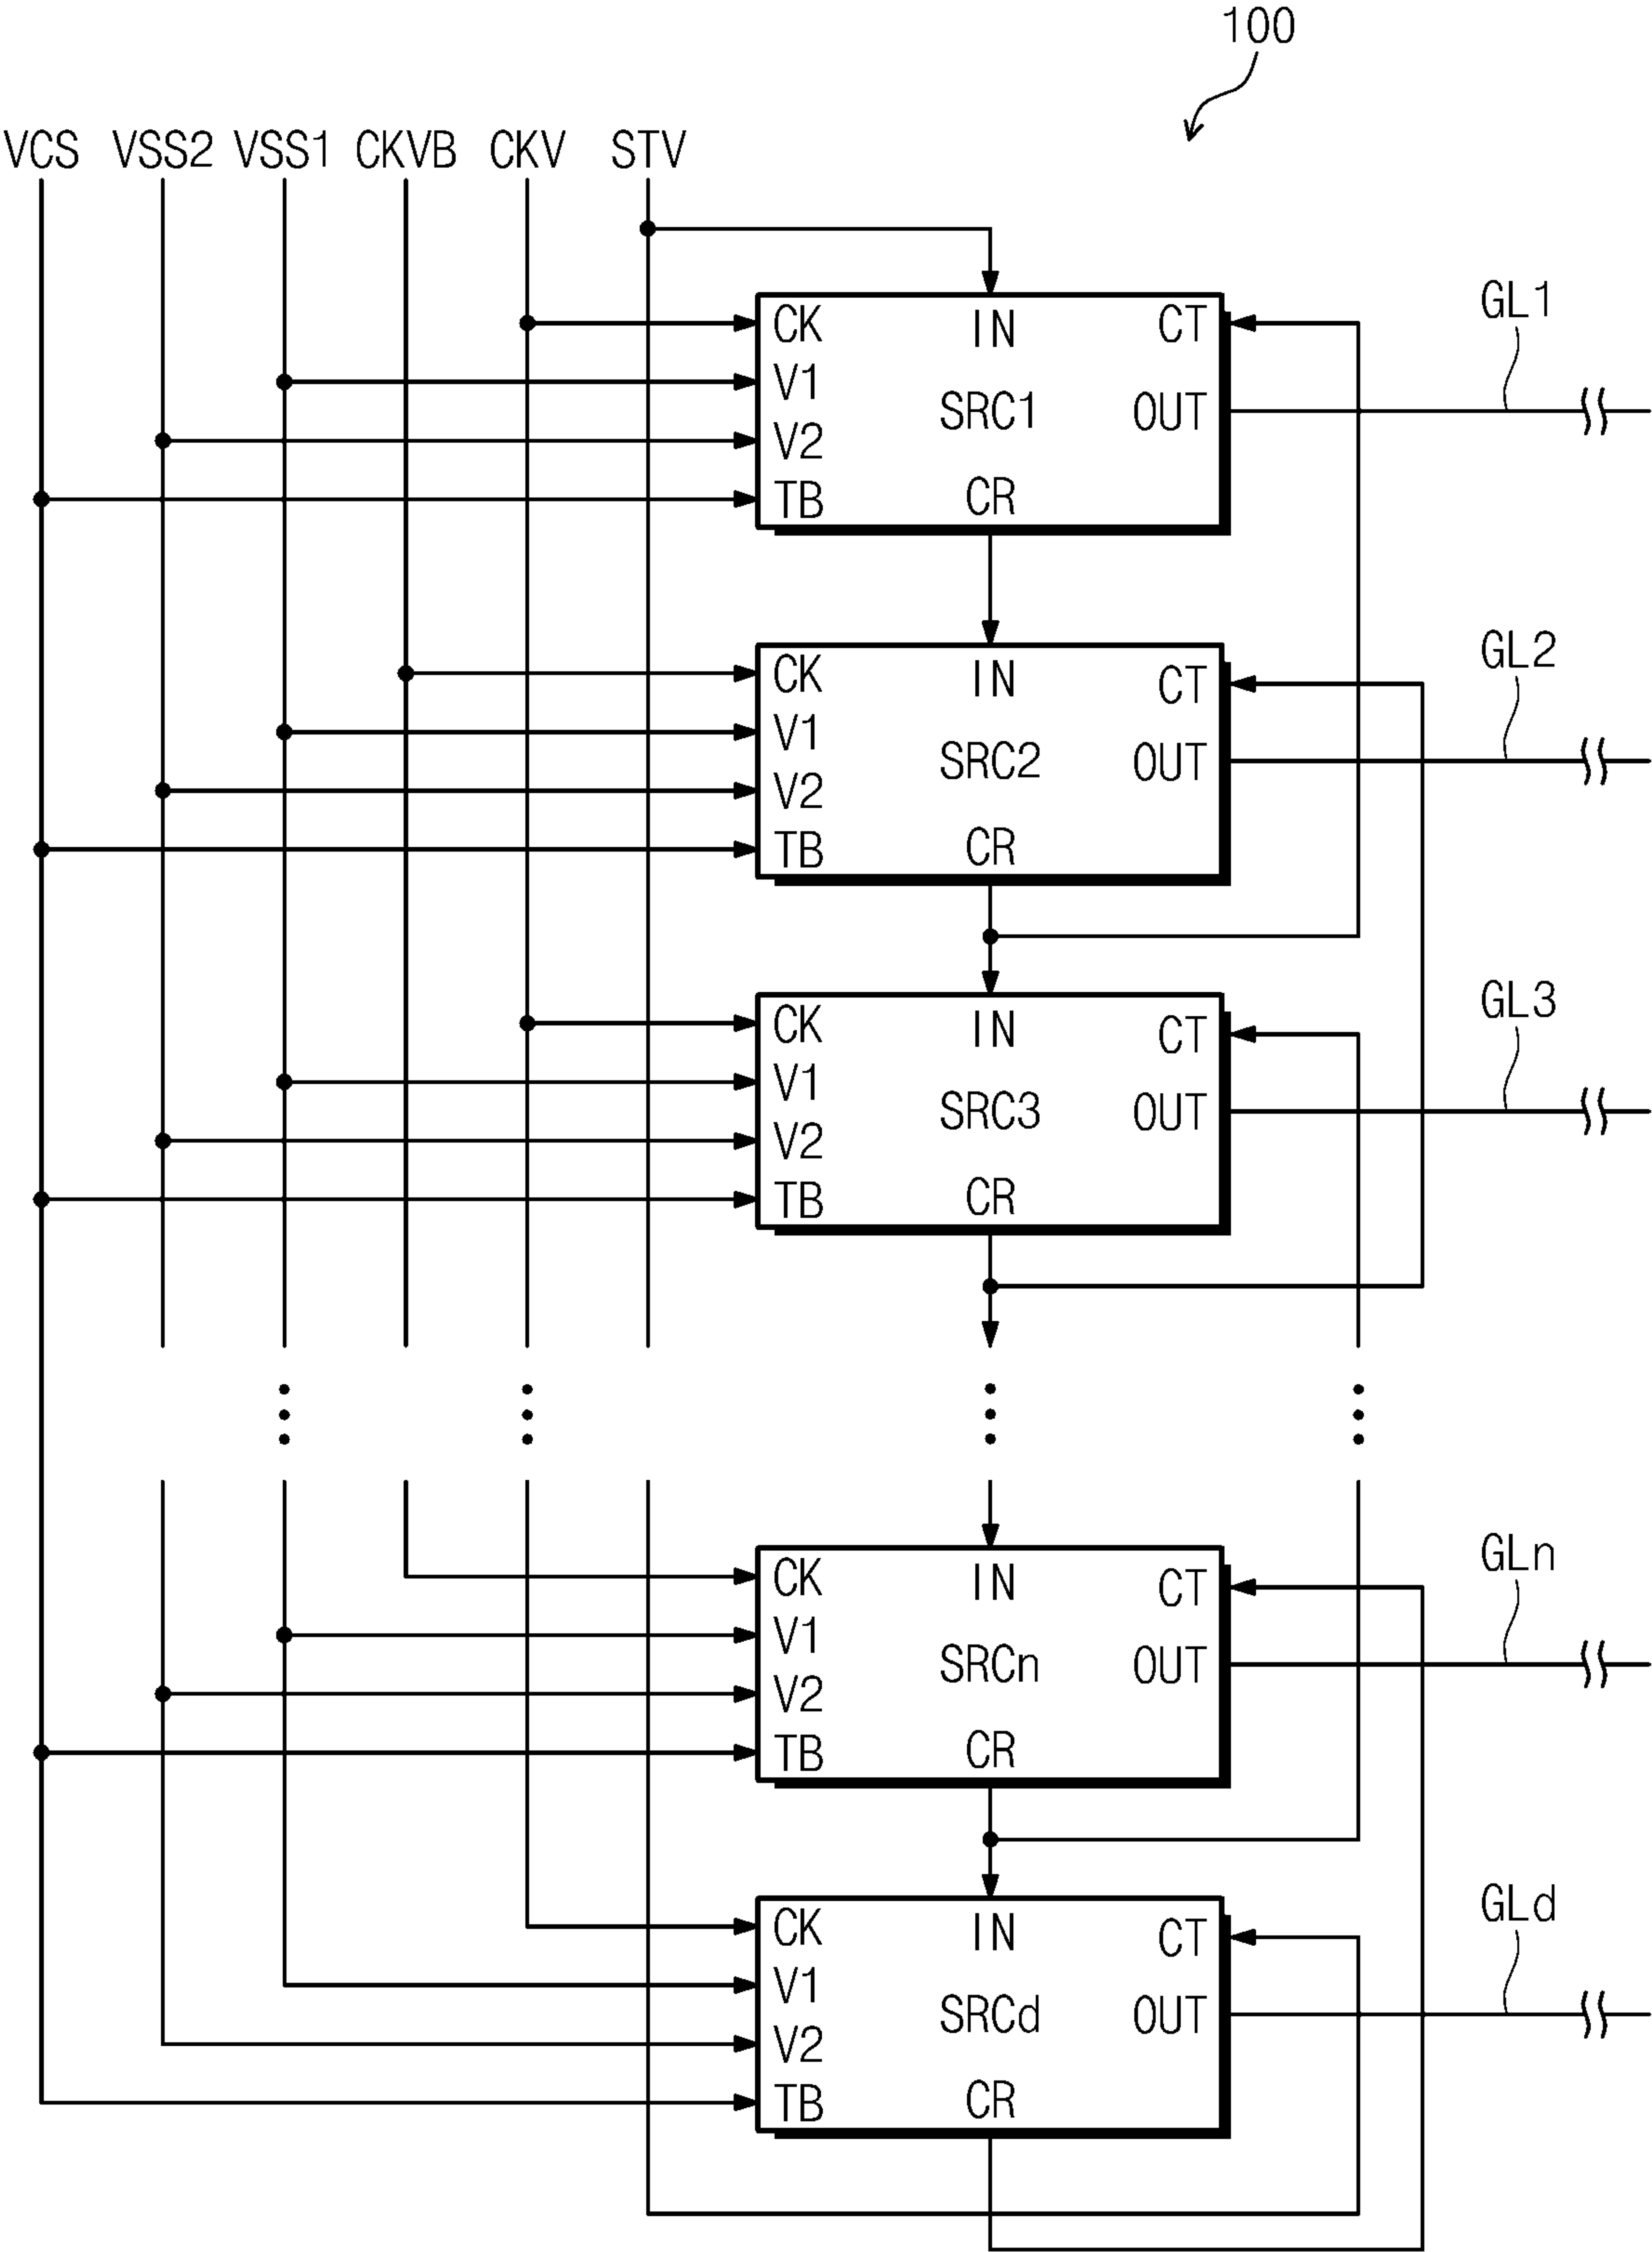 100
VCS VSS2 VSS1 CKVB CKV STV
GL1
CK IN CT
V1
SRC1 OUT
V2
TB CR
GL2
CK IN CT
V1
SRC2 OUT
V2
TB CR
GL3
CK IN CT
V1
SRC3 OUT
V2
TB CR
GLn
CK IN CT
V1
SRCn OUT
V2
TB CR
GLd
CK IN CT
V1
SRCd OUT
V2
TB CR